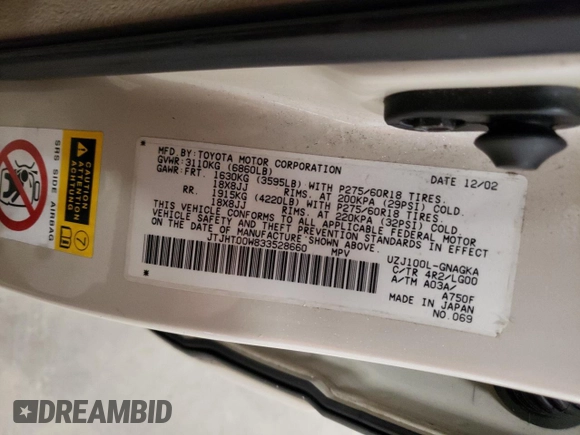 MFD.BY:TOYOTA MOTOR CORPORATION DATE 12/02
GVWR:3110KG (6860LB)
GAWR:FRT. 1630KG (3595LB) WITH P275/60R18 TIRES.
18X8JJ RIMS. AT 200KPA (29PSI) COLD.
RR. 1915KG (4220LB) WITH P275/60R18 TIRES.
18X8JJ RIMS. AT 220KPA (32PSI) COLD.
THIS VEHICLE CONFORMS TO ALL APPLICABLE FEDERAL MOTOR
VEHICLE SAFETY AND THEFT PREVENTION STANDARDS IN EFFECT
ON THE DATE OF MANUFACTURE SHOWN ABOVE.
JTJHT00W833528660 MPV
UZJ100L-GNAGKA
C/TR 4R2/LG00
A/TM A03A/
A750F
MADE IN JAPAN
NO.069
CAUTION
ATTENTION
SRS SIDE AIRBAG
7
DREAMBID